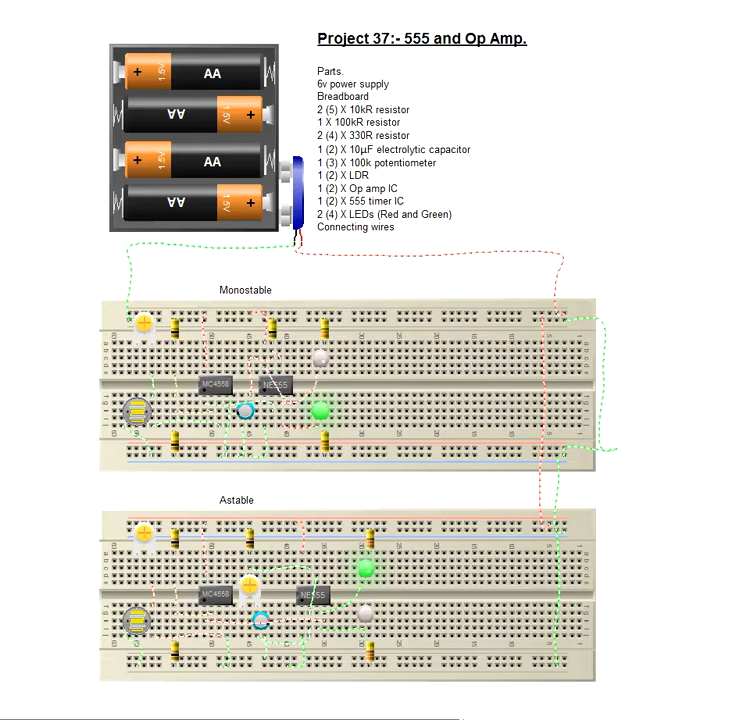 Project 37:- 555 and Op Amp.
Parts.
6v power supply
Breadboard
2 (5) X 10kR resistor
1 X 100kR resistor
2 (4) X 330R resistor
1 (2) X 10µF electrolytic capacitor
1 (3) X 100k potentiometer
1 (2) X LDR
1 (2) X Op amp IC
1 (2) X 555 timer IC
2 (4) X LEDs (Red and Green)
Connecting wires
+ 1.5V AA
AA 1.5V +
+ 1.5V AA
AA 1.5V +
Monostable
MC4558 NE555
Astable
MC4558 NE555